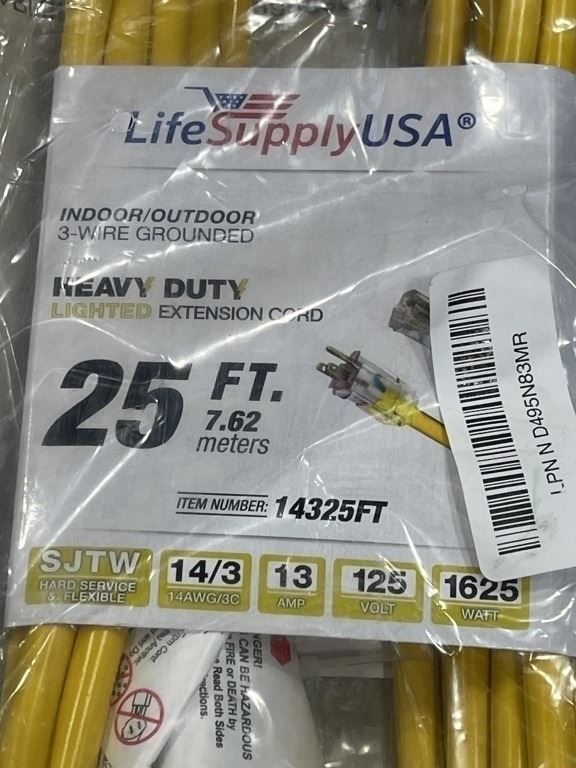 LifeSupplyUSA®
INDOOR/OUTDOOR
3-WIRE GROUNDED
HEAVY DUTY
LIGHTED EXTENSION CORD
25 FT.
7.62
meters
ITEM NUMBER: 14325FT
SJTW
HARD SERVICE
& FLEXIBLE
14/3
14AWG/3C
13
AMP
125
VOLT
1625
WATT
LPN N D495N83MR
CAN BE HAZARDOUS
FIRE or DEATH by
Read Both Sides